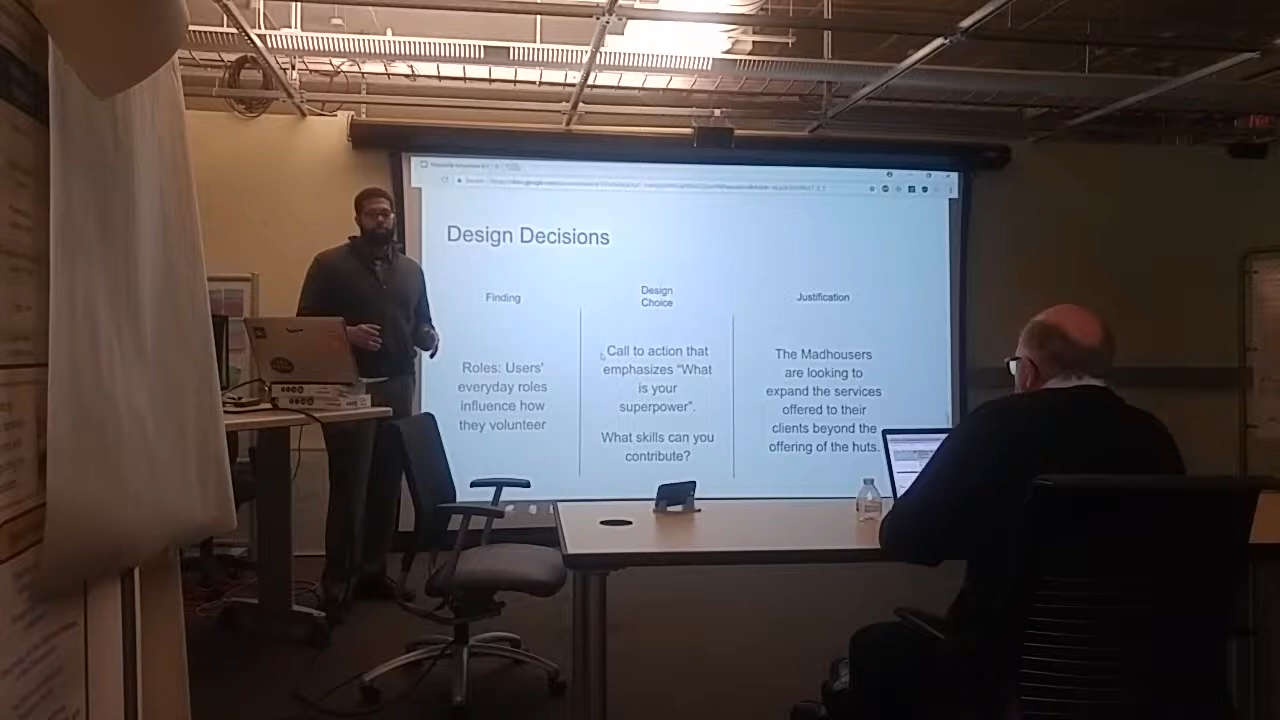 Design Decisions
Finding
Design
Choice
Justification
Roles: Users'
everyday roles
influence how
they volunteer
Call to action that
emphasizes "What
is your
superpower".
What skills can you
contribute?
The Madhousers
are looking to
expand the services
offered to their
clients beyond the
offering of the huts.